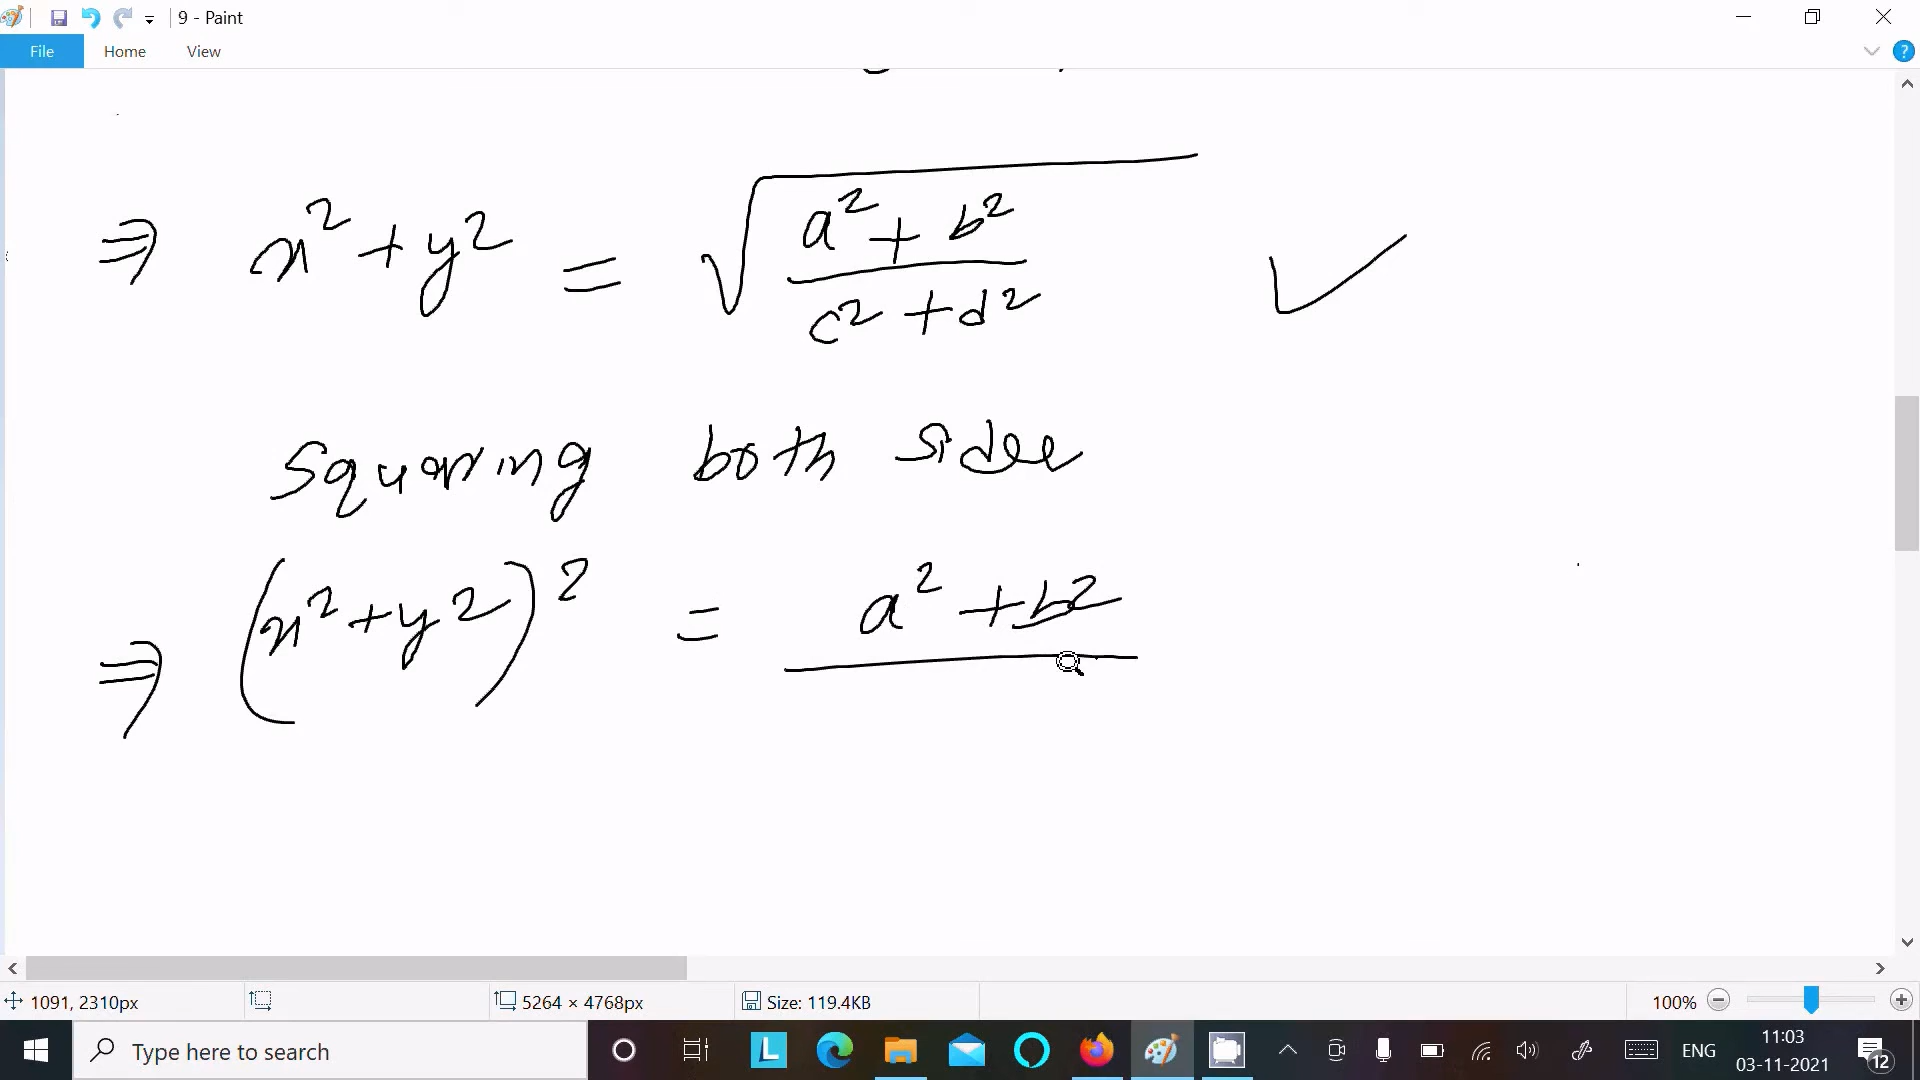 9 - Paint
File Home View
⇒ x² + y² = √((a² + b²)/(c² + d²)) ✓
Squaring both sides
⇒ (x² + y²)² = a² + b²
1091, 2310px 5264 × 4768px Size: 119.4KB 100%
Type here to search L ENG 11:03
03-11-2021 12